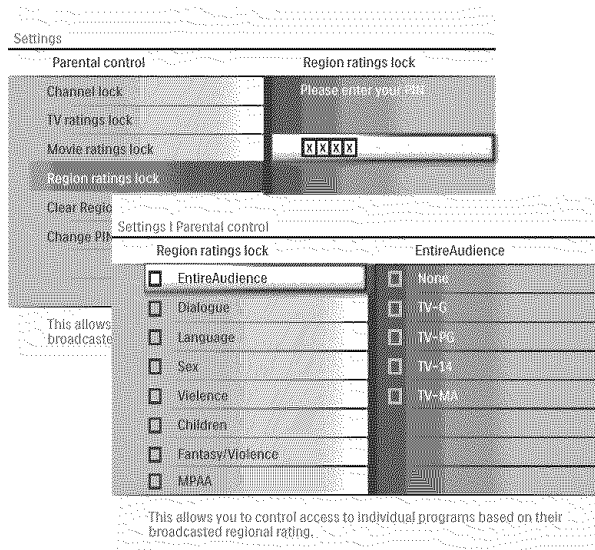 Settings
Parental control
Region ratings lock
Channel lock
Please enter your PIN
TV ratings lock
Movie ratings lock
X X X X
Region ratings lock
Clear Regio
Change PIN
This allows
broadcaste
Settings | Parental control
Region ratings lock
EntireAudience
EntireAudience
None
Dialogue
TV-G
Language
TV-PG
Sex
TV-14
Vielence
TV-MA
Children
Fantasy/Violence
MPAA
This allows you to control access to individual programs based on their
broadcasted regional rating.